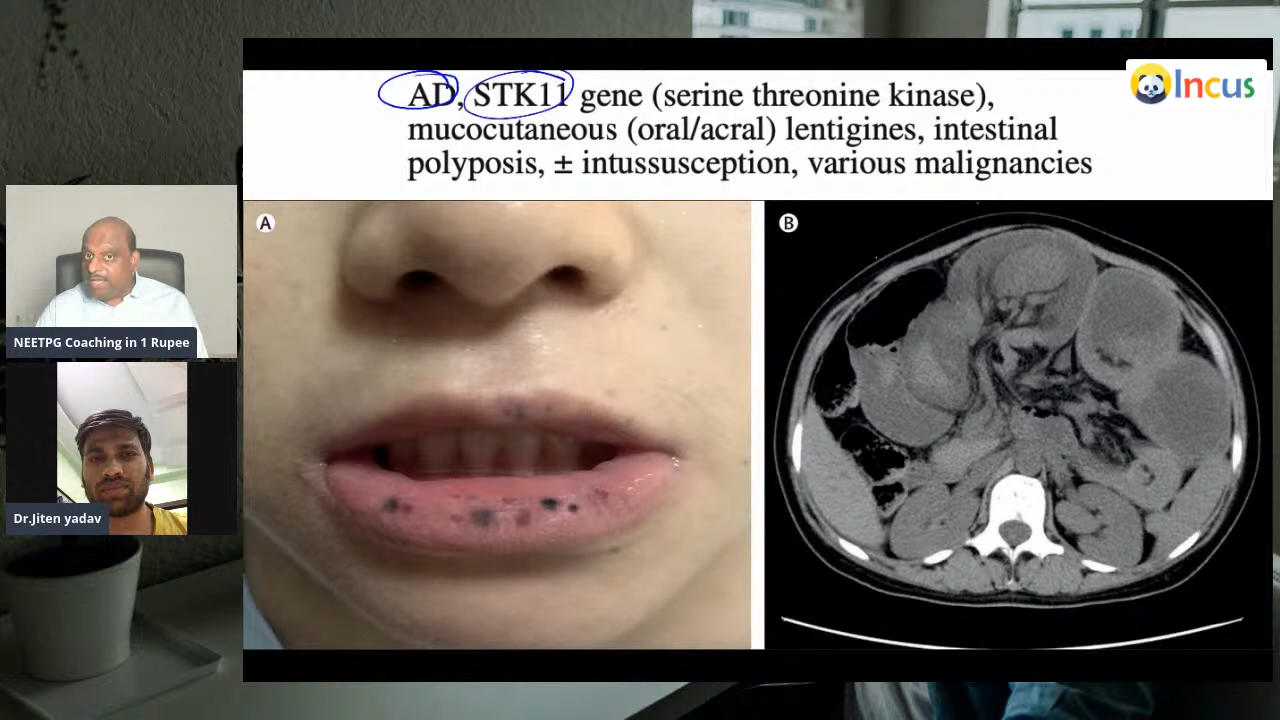 AD, STK11 gene (serine threonine kinase),
mucocutaneous (oral/acral) lentigines, intestinal
polyposis, ± intussusception, various malignancies
Incus
A
B
NEETPG Coaching in 1 Rupee
Dr.Jiten yadav